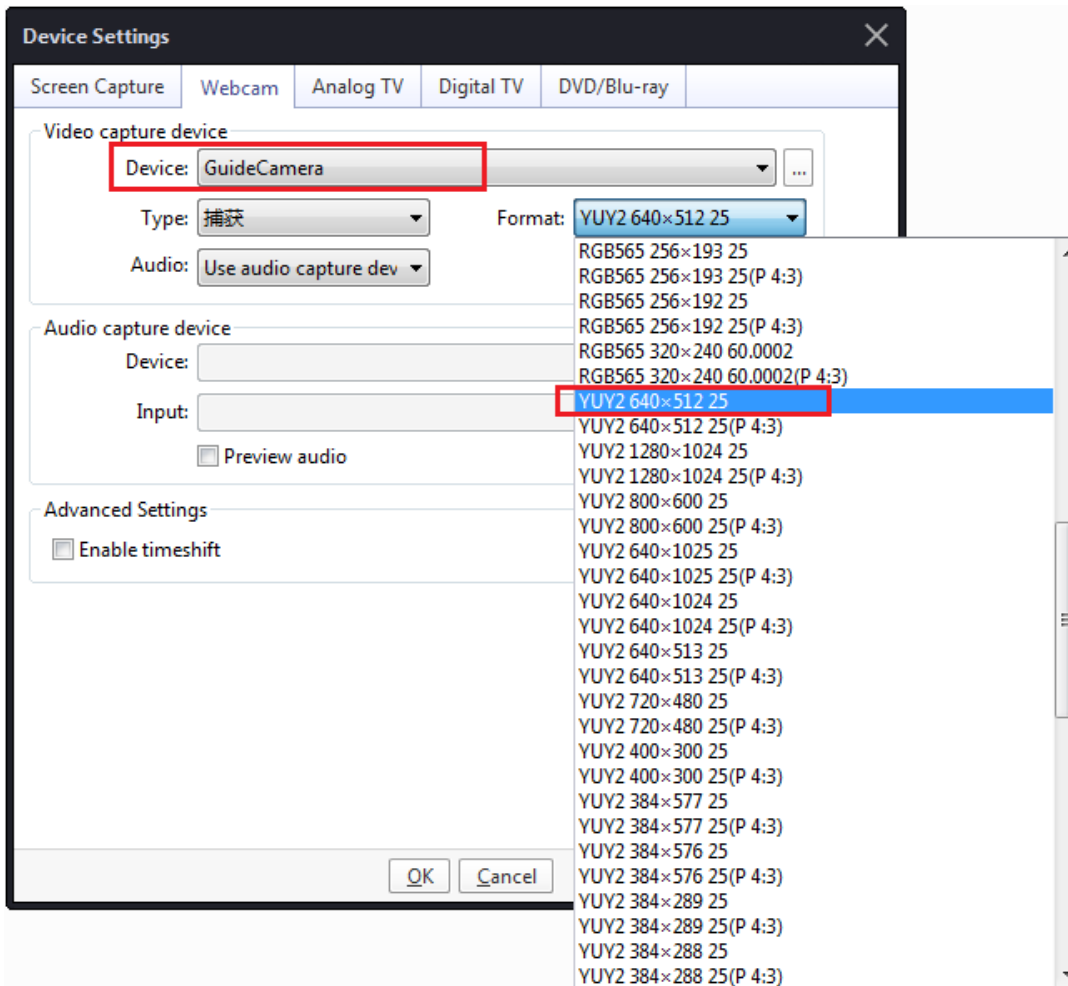 Device Settings
Screen Capture Webcam Analog TV Digital TV DVD/Blu-ray
Video capture device
Device: GuideCamera ...
Type: 捕获 Format: YUY2 640×512 25
Audio: Use audio capture dev
Audio capture device
Device:
Input:
Preview audio
Advanced Settings
Enable timeshift
OK Cancel
RGB565 256×193 25
RGB565 256×193 25(P 4:3)
RGB565 256×192 25
RGB565 256×192 25(P 4:3)
RGB565 320×240 60.0002
RGB565 320×240 60.0002(P 4:3)
YUY2 640×512 25
YUY2 640×512 25(P 4:3)
YUY2 1280×1024 25
YUY2 1280×1024 25(P 4:3)
YUY2 800×600 25
YUY2 800×600 25(P 4:3)
YUY2 640×1025 25
YUY2 640×1025 25(P 4:3)
YUY2 640×1024 25
YUY2 640×1024 25(P 4:3)
YUY2 640×513 25
YUY2 640×513 25(P 4:3)
YUY2 720×480 25
YUY2 720×480 25(P 4:3)
YUY2 400×300 25
YUY2 400×300 25(P 4:3)
YUY2 384×577 25
YUY2 384×577 25(P 4:3)
YUY2 384×576 25
YUY2 384×576 25(P 4:3)
YUY2 384×289 25
YUY2 384×289 25(P 4:3)
YUY2 384×288 25
YUY2 384×288 25(P 4:3)